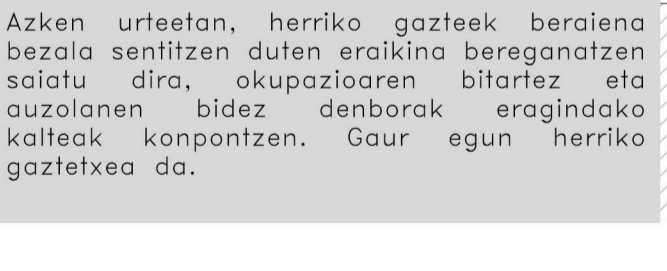 Azken urteetan, herriko gazteek beraiena
bezala sentitzen duten eraikina bereganatzen
saiatu dira, okupazioaren bitartez eta
auzolanen bidez denborak eragindako
kalteak konpontzen. Gaur egun herriko
gaztetxea da.